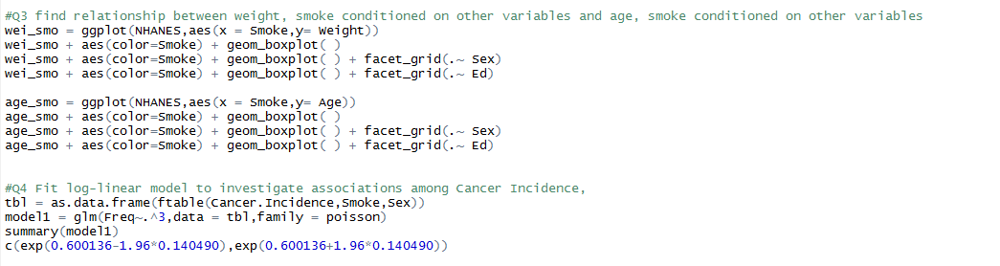 #Q3 find relationship between weight, smoke conditioned on other variables and age, smoke conditioned on other variables
wei_smo = ggplot(NHANES,aes(x = Smoke,y= Weight))
wei_smo + aes(color=Smoke) + geom_boxplot( )
wei_smo + aes(color=Smoke) + geom_boxplot( ) + facet_grid(.~ Sex)
wei_smo + aes(color=Smoke) + geom_boxplot( ) + facet_grid(.~ Ed)
age_smo = ggplot(NHANES,aes(x = Smoke,y= Age))
age_smo + aes(color=Smoke) + geom_boxplot( )
age_smo + aes(color=Smoke) + geom_boxplot( ) + facet_grid(.~ Sex)
age_smo + aes(color=Smoke) + geom_boxplot( ) + facet_grid(.~ Ed)
#Q4 Fit log-linear model to investigate associations among Cancer Incidence,
tbl = as.data.frame(ftable(Cancer.Incidence,Smoke,Sex))
model1 = glm(Freq~.^3,data = tbl,family = poisson)
summary(model1)
c(exp(0.600136-1.96*0.140490),exp(0.600136+1.96*0.140490))